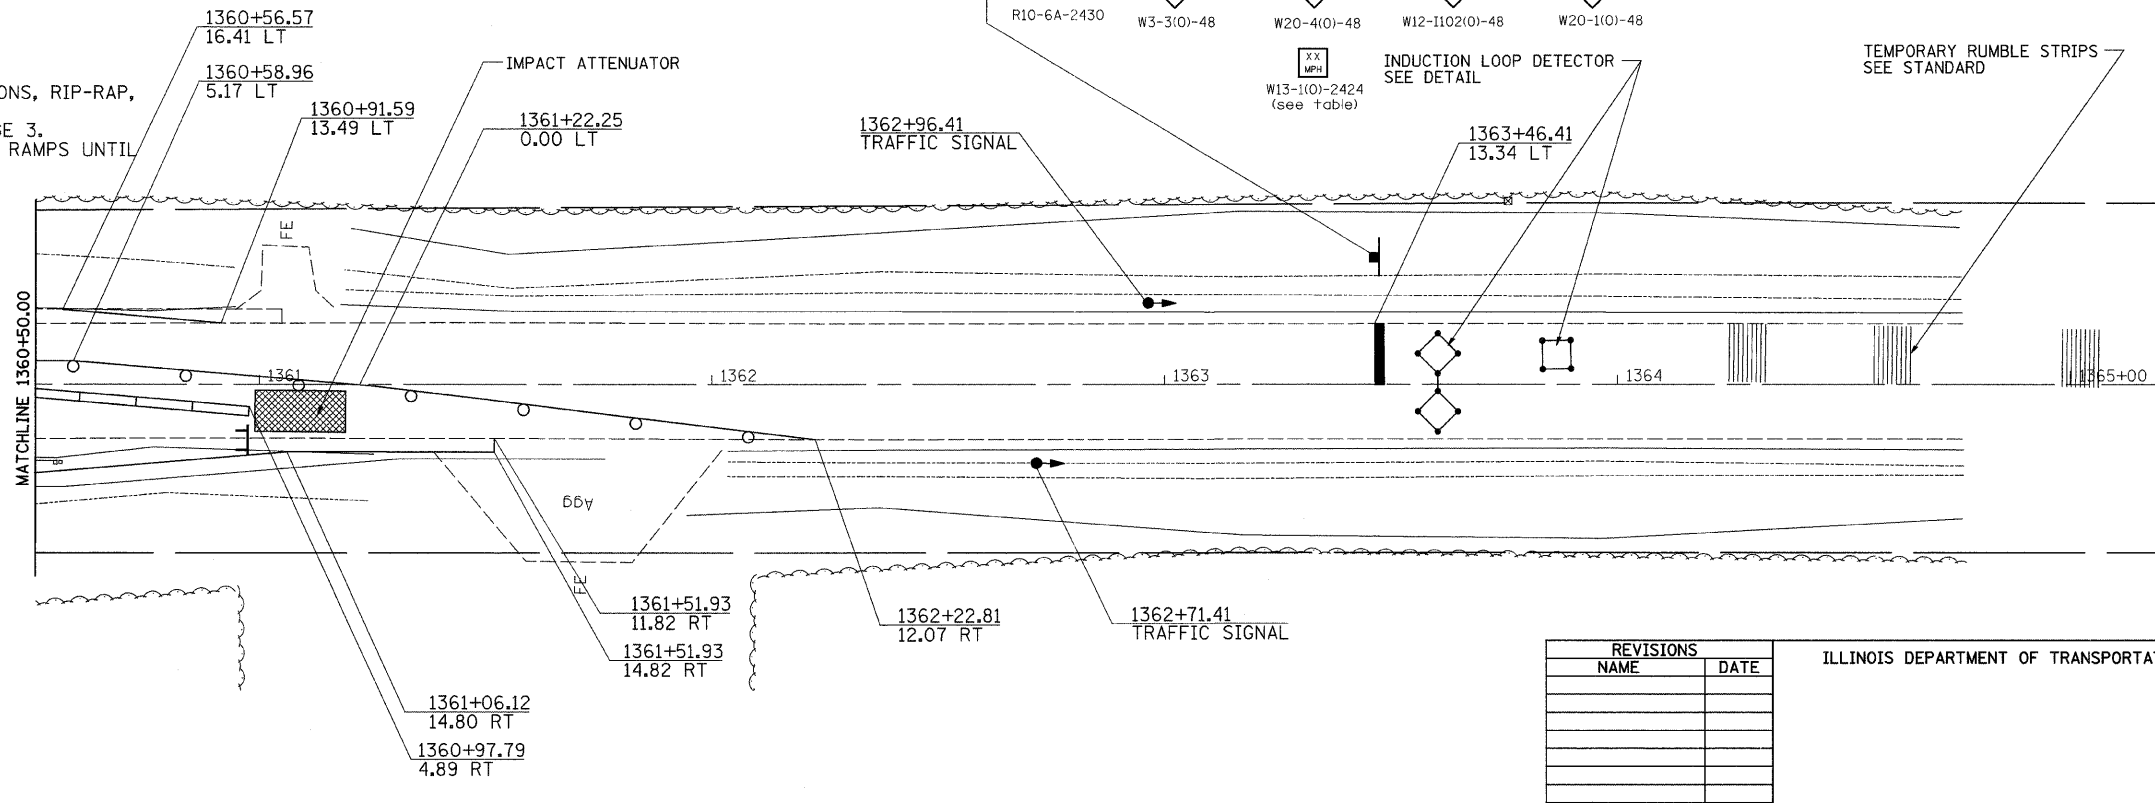 1360+56.57
16.41 LT
1360+58.96
5.17 LT
ONS, RIP-RAP,
E 3.
RAMPS UNTIL
1360+91.59
13.49 LT
IMPACT ATTENUATOR
1361+22.25
0.00 LT
1362+96.41
TRAFFIC SIGNAL
R10-6A-2430
W3-3(O)-48
W20-4(O)-48
W12-I102(O)-48
W20-1(O)-48
XX
MPH
W13-1(O)-2424
(see table)
INDUCTION LOOP DETECTOR
SEE DETAIL
1363+46.41
13.34 LT
TEMPORARY RUMBLE STRIPS
SEE STANDARD
MATCHLINE 1360+50.00
FE
1361
1362
1363
1364
1365+00
Agg
FE
1361+51.93
11.82 RT
1361+51.93
14.82 RT
1361+06.12
14.80 RT
1360+97.79
4.89 RT
1362+22.81
12.07 RT
1362+71.41
TRAFFIC SIGNAL
REVISIONS
NAME DATE
ILLINOIS DEPARTMENT OF TRANSPORTAT